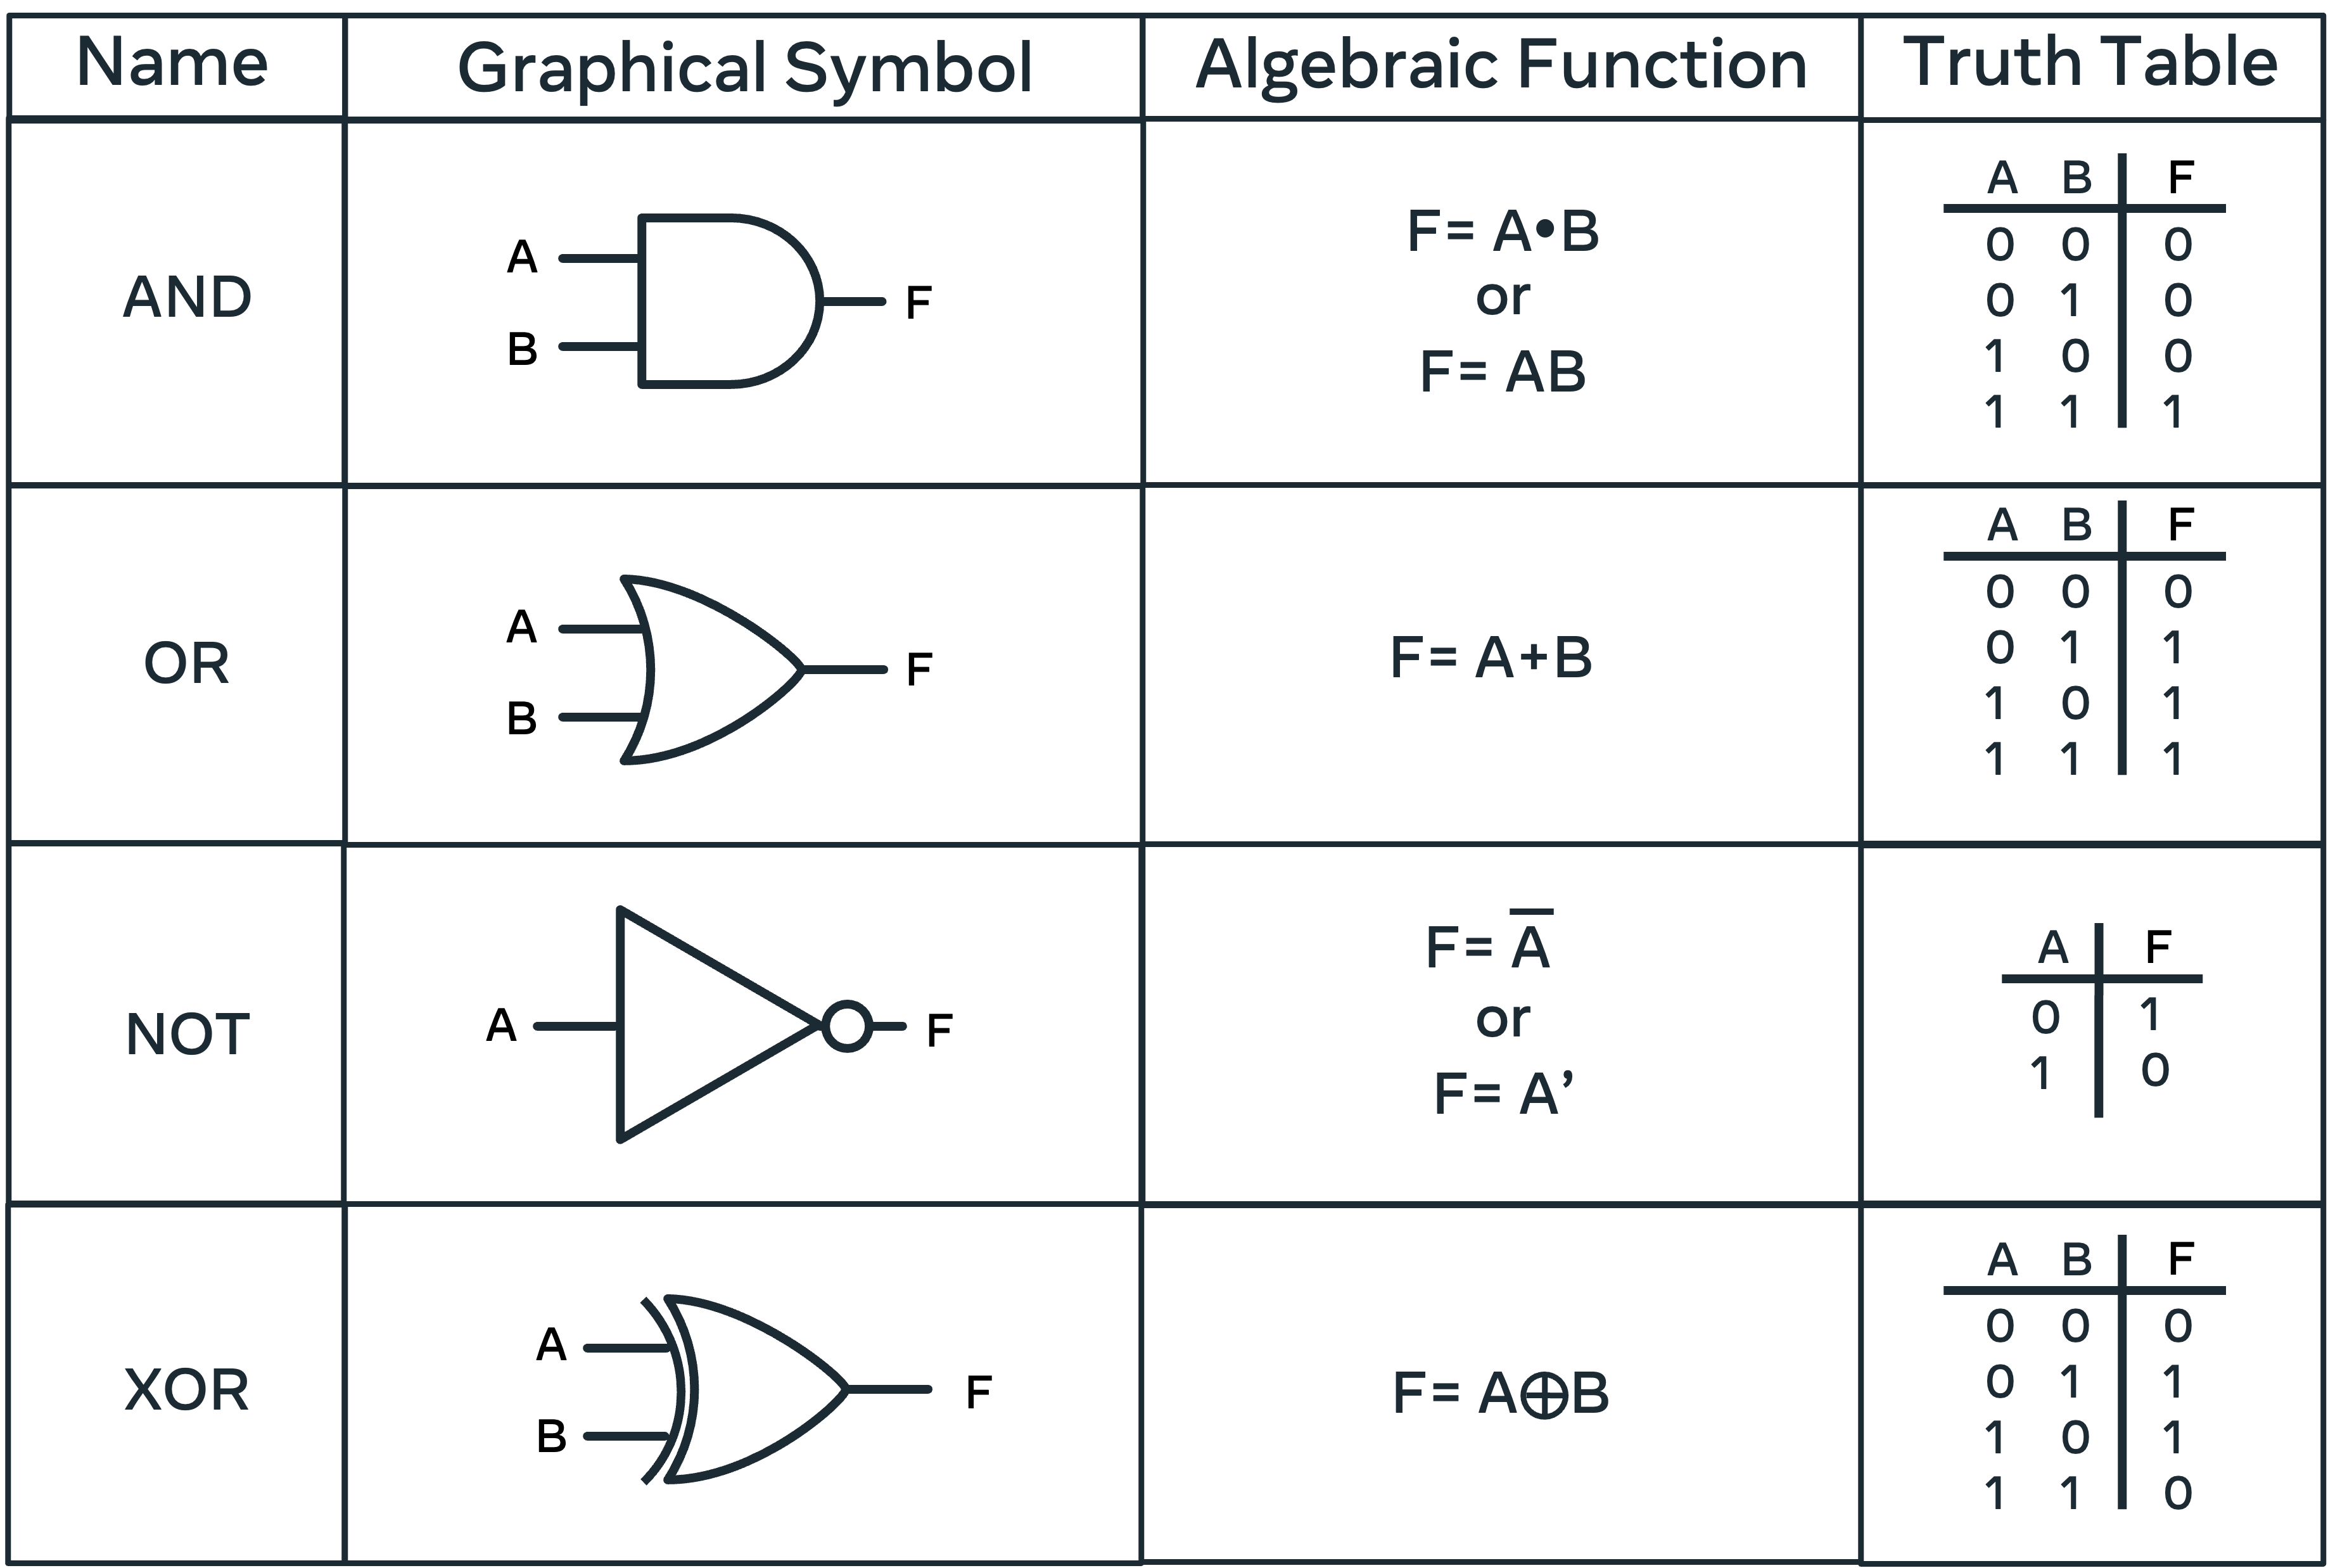 Name Graphical Symbol Algebraic Function Truth Table
AND
A
B
F
F= A•B
or
F= AB
A B F
0 0 0
0 1 0
1 0 0
1 1 1
OR
A
B
F
F= A+B
A B F
0 0 0
0 1 1
1 0 1
1 1 1
NOT
A
F
F= A̅
or
F= A’
A F
0 1
1 0
XOR
A
B
F
F= A⊕B
A B F
0 0 0
0 1 1
1 0 1
1 1 0